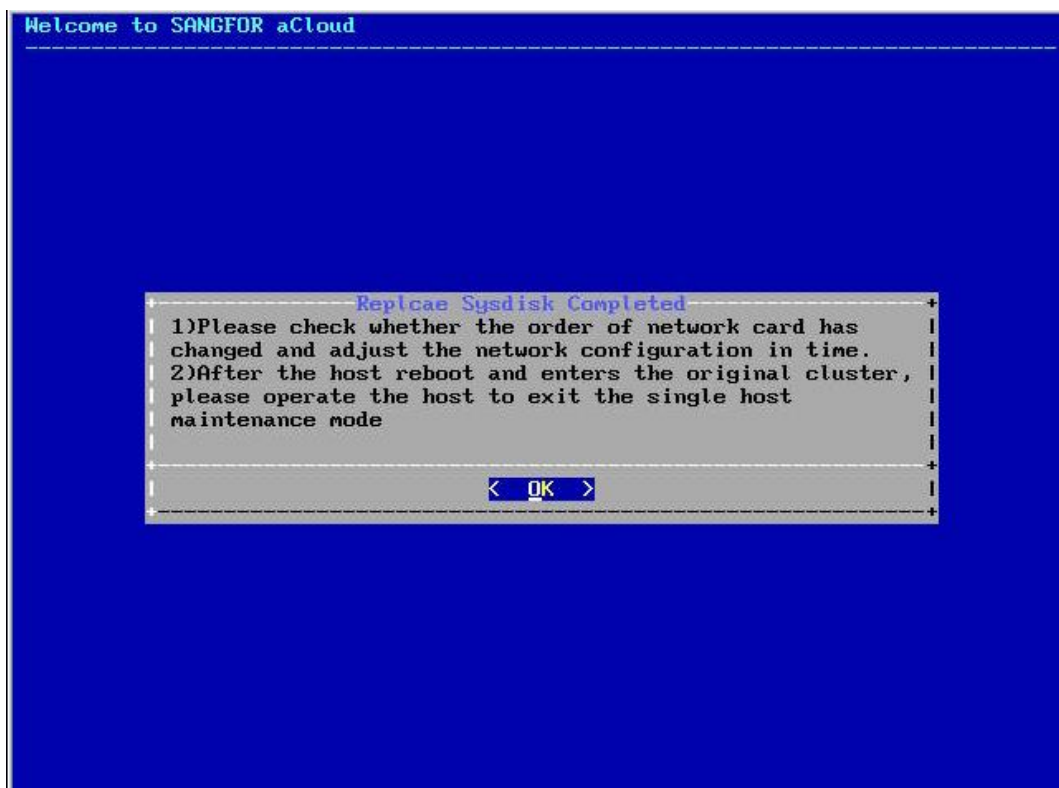 Welcome to SANGFOR aCloud
Replcae Sysdisk Completed
1)Please check whether the order of network card has
changed and adjust the network configuration in time.
2)After the host reboot and enters the original cluster,
please operate the host to exit the single host
maintenance mode
< OK >